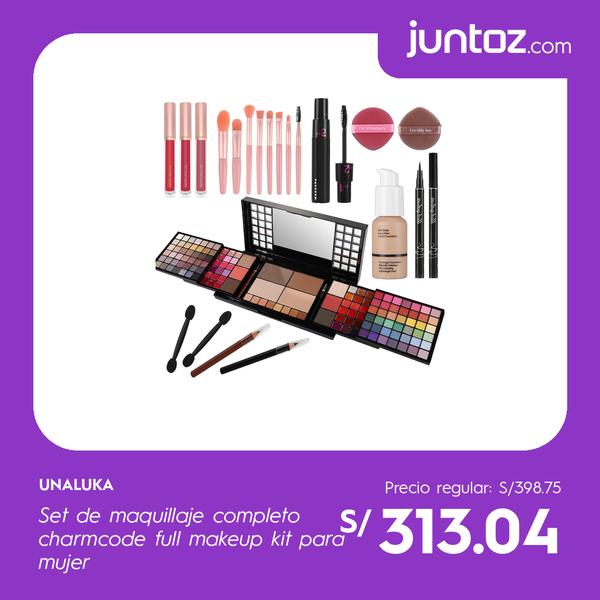 juntoz.com
UNALUKA
Set de maquillaje completo
charmcode full makeup kit para
mujer
Precio regular: S/398.75
S/ 313.04